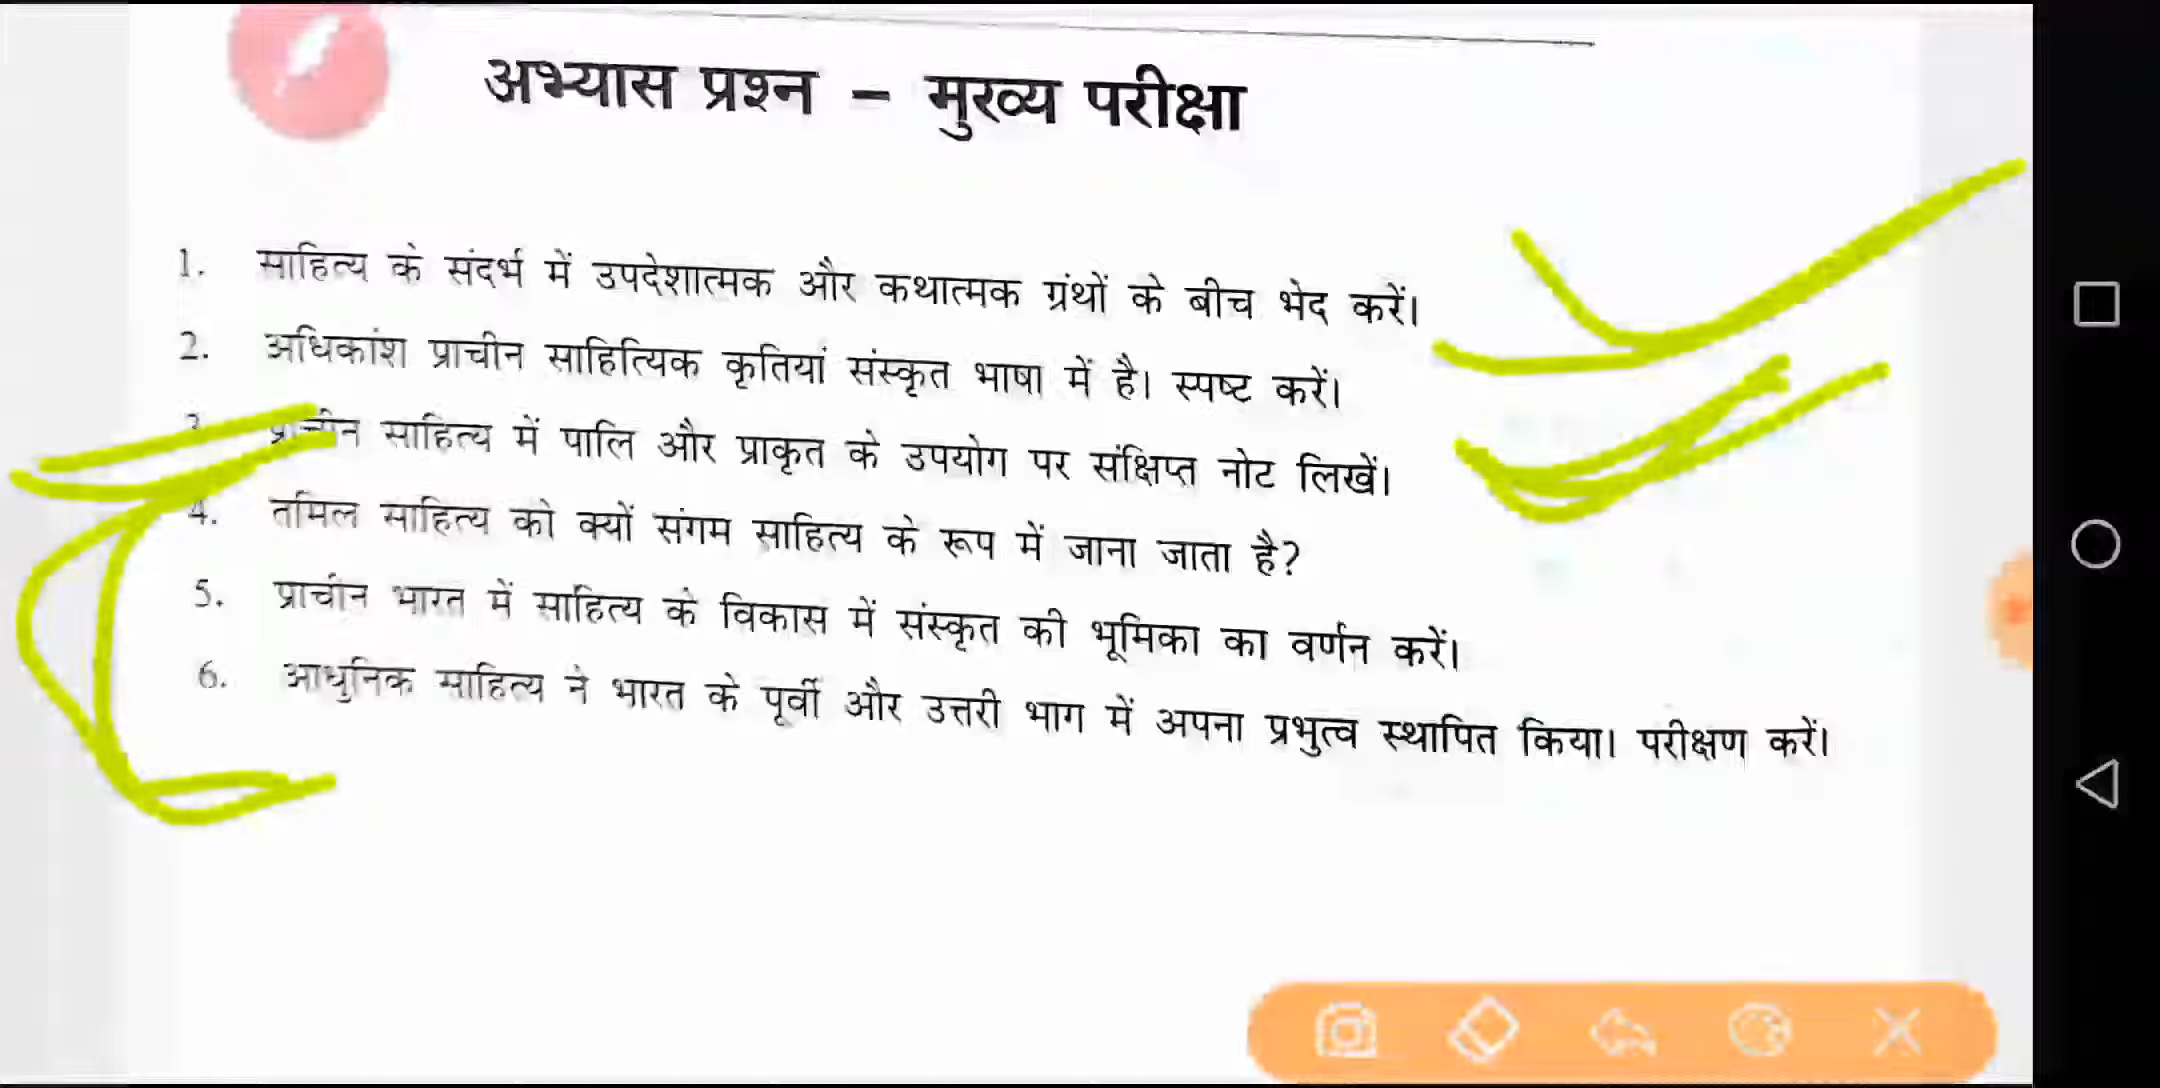 अभ्यास प्रश्न – मुख्य परीक्षा
1. साहित्य के संदर्भ में उपदेशात्मक और कथात्मक ग्रंथों के बीच भेद करें।
2. अधिकांश प्राचीन साहित्यिक कृतियां संस्कृत भाषा में है। स्पष्ट करें।
3. प्राचीन साहित्य में पालि और प्राकृत के उपयोग पर संक्षिप्त नोट लिखें।
4. तमिल साहित्य को क्यों संगम साहित्य के रूप में जाना जाता है?
5. प्राचीन भारत में साहित्य के विकास में संस्कृत की भूमिका का वर्णन करें।
6. आधुनिक साहित्य ने भारत के पूर्वी और उत्तरी भाग में अपना प्रभुत्व स्थापित किया। परीक्षण करें।